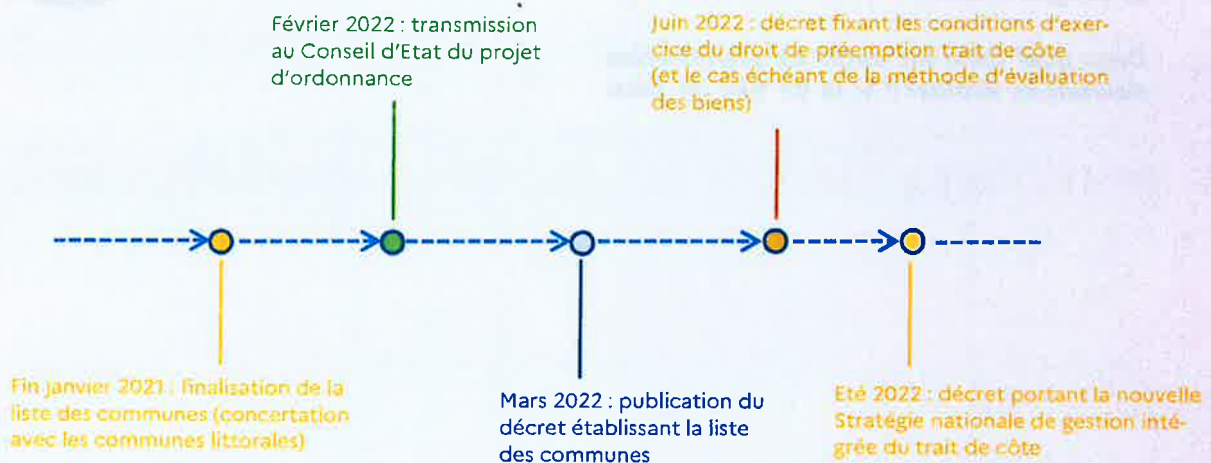 Février 2022 : transmission
au Conseil d'Etat du projet
d'ordonnance
Juin 2022 : décret fixant les conditions d'exer-
cice du droit de préemption trait de côte
(et le cas échéant de la méthode d'évaluation
des biens)
Fin janvier 2021 : finalisation de la
liste des communes (concertation
avec les communes littorales)
Mars 2022 : publication du
décret établissant la liste
des communes
Eté 2022 : décret portant la nouvelle
Stratégie nationale de gestion inté-
grée du trait de côte